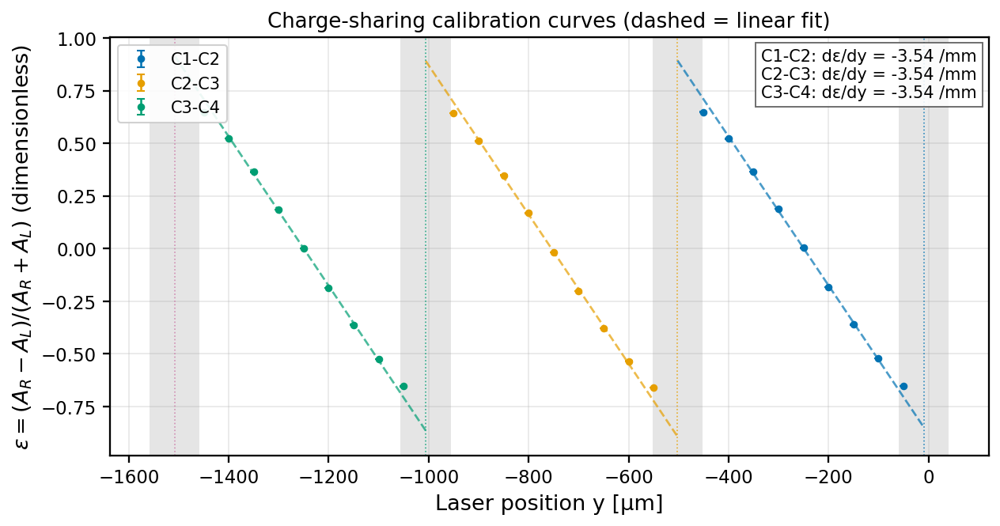 Charge-sharing calibration curves (dashed = linear fit)
ε = (A_R − A_L)/(A_R + A_L) (dimensionless)
1.00
0.75
0.50
0.25
0.00
−0.25
−0.50
−0.75
C1-C2
C2-C3
C3-C4
C1-C2: dε/dy = -3.54 /mm
C2-C3: dε/dy = -3.54 /mm
C3-C4: dε/dy = -3.54 /mm
−1600 −1400 −1200 −1000 −800 −600 −400 −200 0
Laser position y [µm]